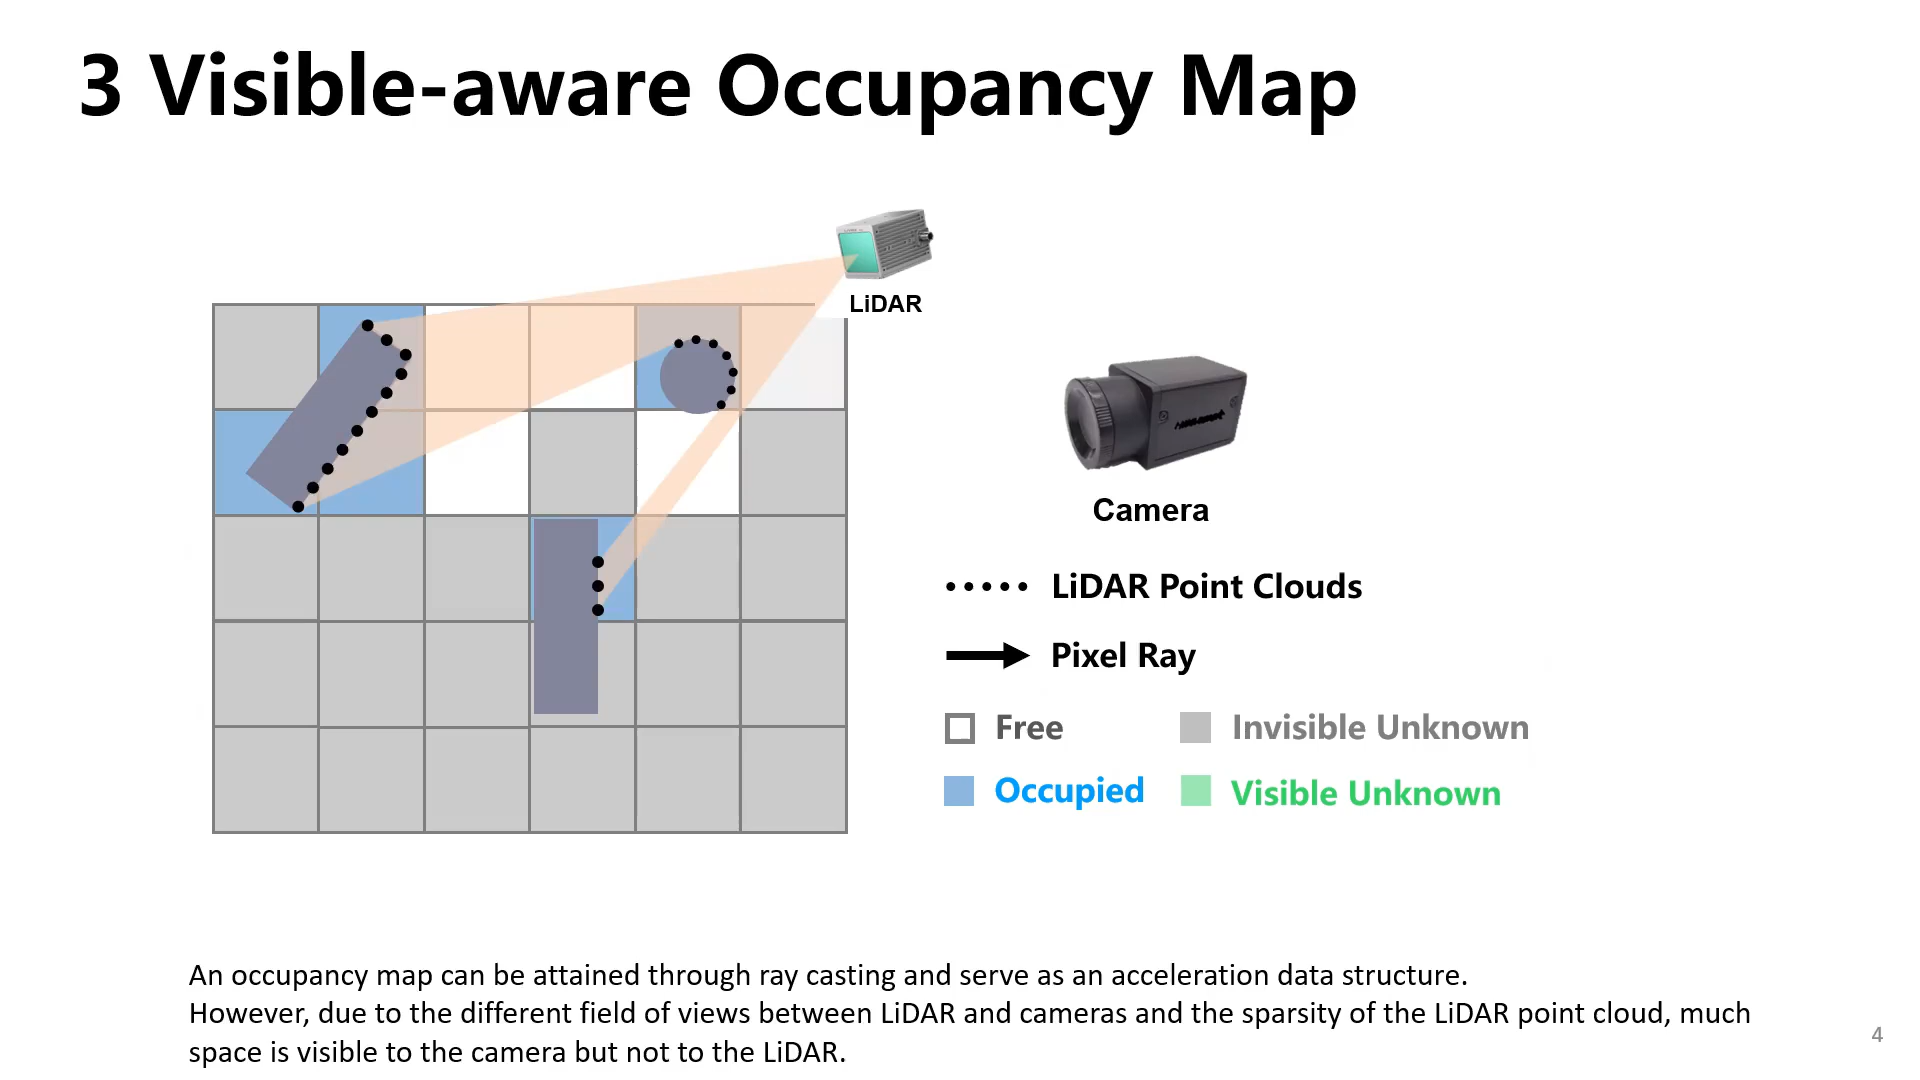 3 Visible-aware Occupancy Map
LiDAR
Camera
LiDAR Point Clouds
Pixel Ray
Free
Invisible Unknown
Occupied
Visible Unknown
An occupancy map can be attained through ray casting and serve as an acceleration data structure.
However, due to the different field of views between LiDAR and cameras and the sparsity of the LiDAR point cloud, much
space is visible to the camera but not to the LiDAR.
4